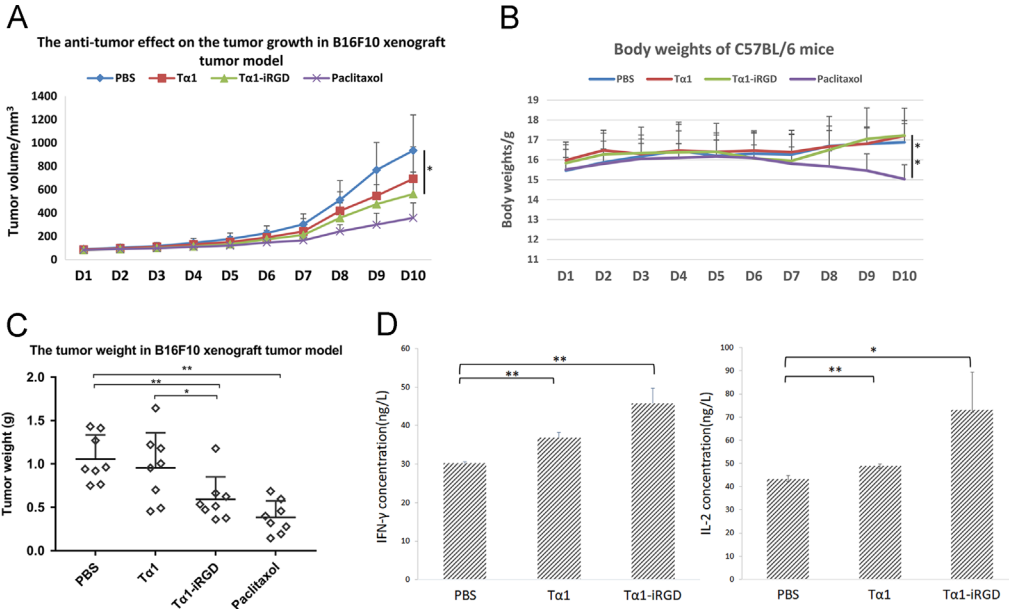 A
The anti-tumor effect on the tumor growth in B16F10 xenograft
tumor model
PBS Tα1 Tα1-iRGD Paclitaxol
Tumor volume/mm³
1400
1200
1000
800
600
400
200
0
*
D1 D2 D3 D4 D5 D6 D7 D8 D9 D10
B
Body weights of C57BL/6 mice
PBS Tα1 Tα1-iRGD Paclitaxol
Body weights/g
19
18
17
16
15
14
13
12
11
*
*
D1 D2 D3 D4 D5 D6 D7 D8 D9 D10
C
The tumor weight in B16F10 xenograft tumor model
Tumor weight (g)
2.0
1.5
1.0
0.5
0.0
**
**
*
PBS Tα1 Tα1-iRGD Paclitaxol
D
IFN-γ concentration(ng/L)
60
50
40
30
20
10
0
**
**
PBS Tα1 Tα1-iRGD
IL-2 concentration(ng/L)
100
90
80
70
60
50
40
30
20
10
0
*
**
PBS Tα1 Tα1-iRGD